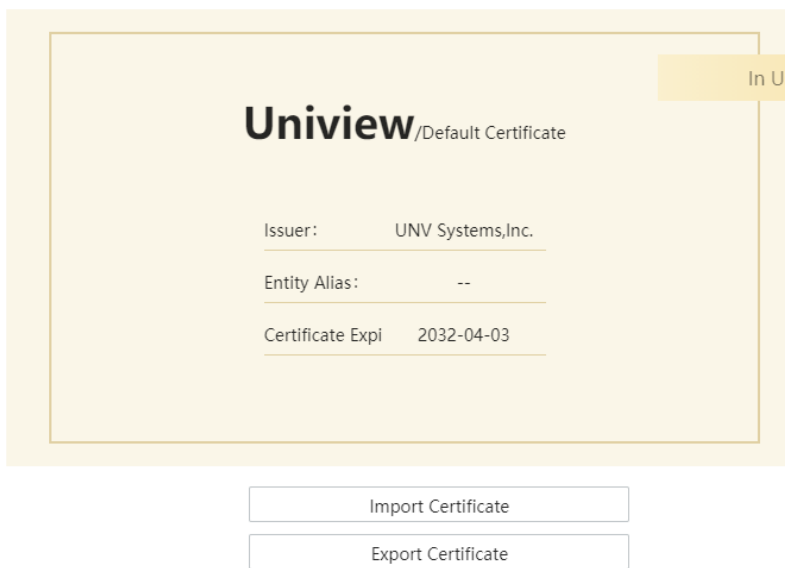 In U
Uniview/Default Certificate
Issuer: UNV Systems,Inc.
Entity Alias: --
Certificate Expi 2032-04-03
Import Certificate
Export Certificate